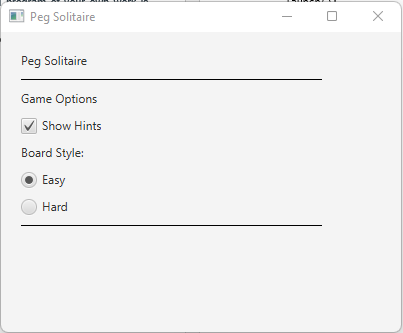 Peg Solitaire
Peg Solitaire
Game Options
Show Hints
Board Style:
Easy
Hard